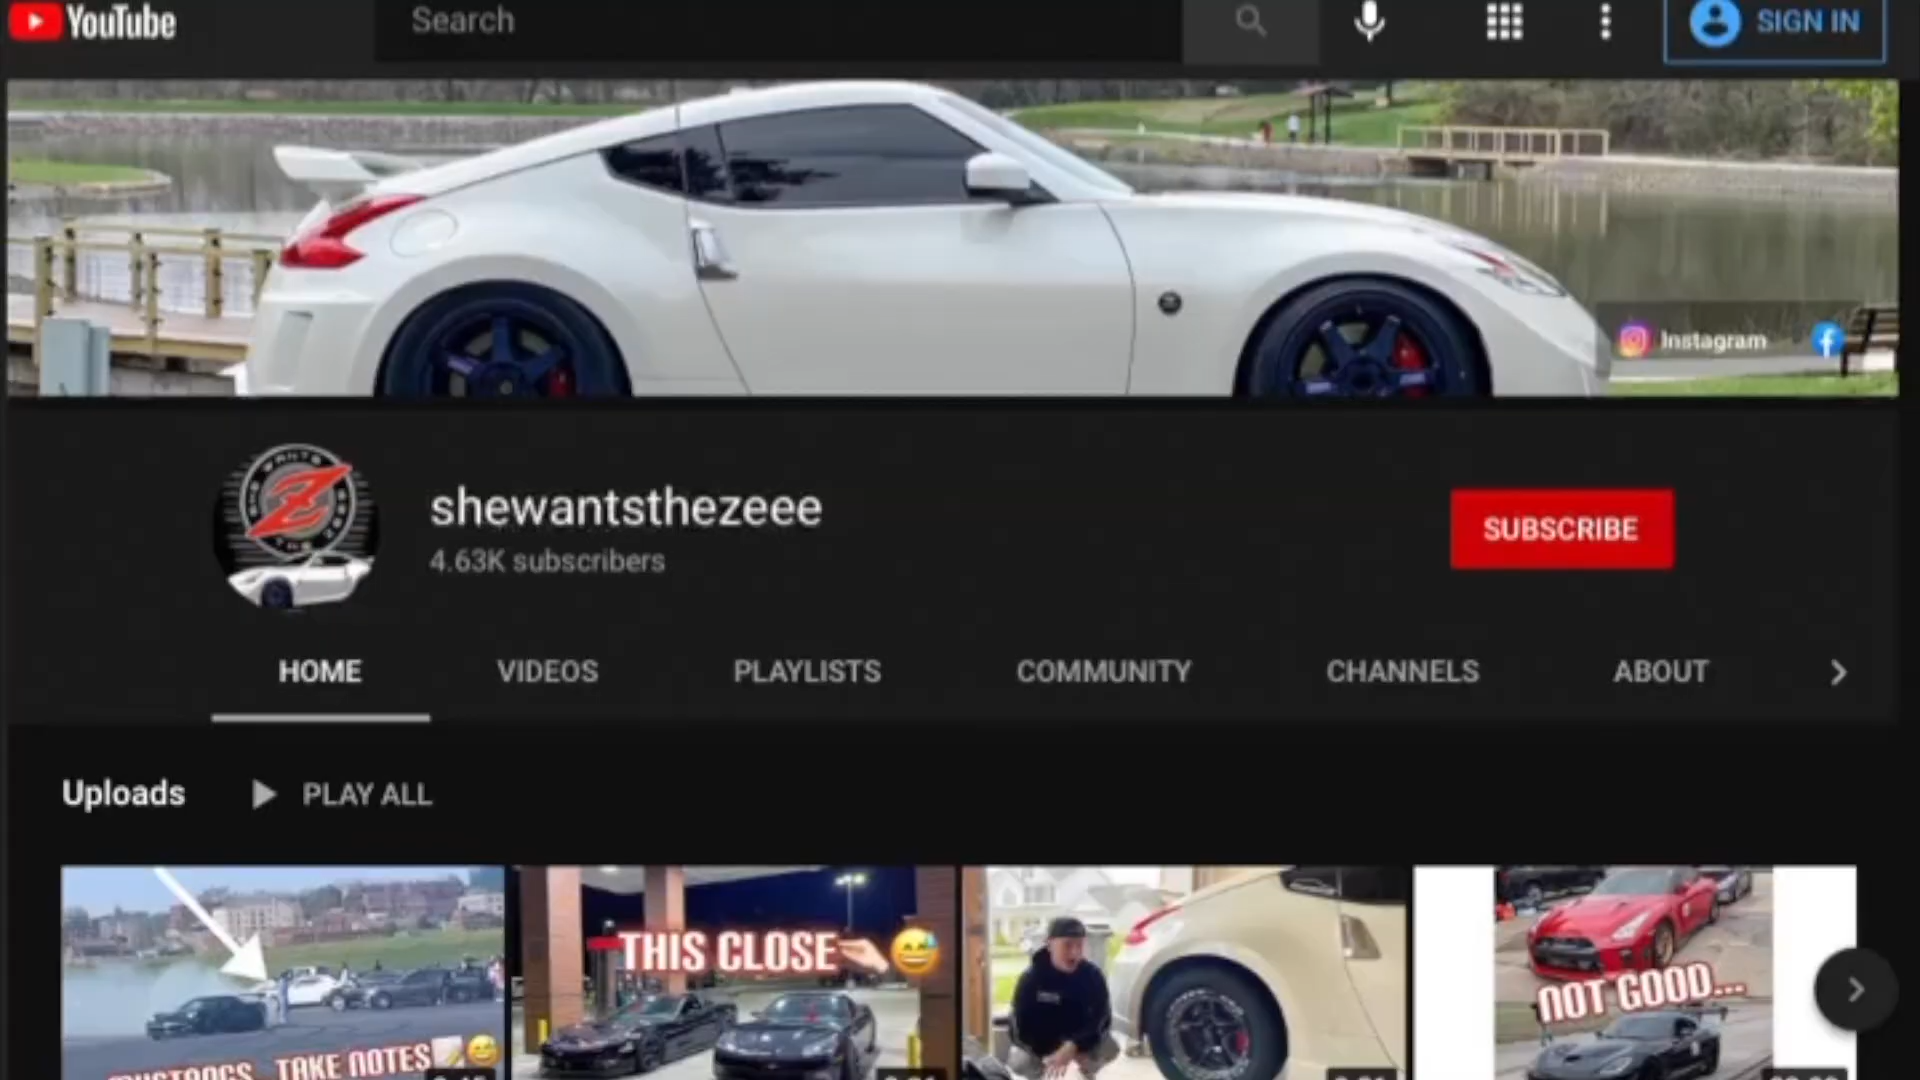 YouTube
Search
SIGN IN
Instagram
Z
shewantsthezeee
4.63K subscribers
SUBSCRIBE
HOME VIDEOS PLAYLISTS COMMUNITY CHANNELS ABOUT
Uploads PLAY ALL
THIS CLOSE
NOT GOOD...
MUSTANGS TAKE NOTES